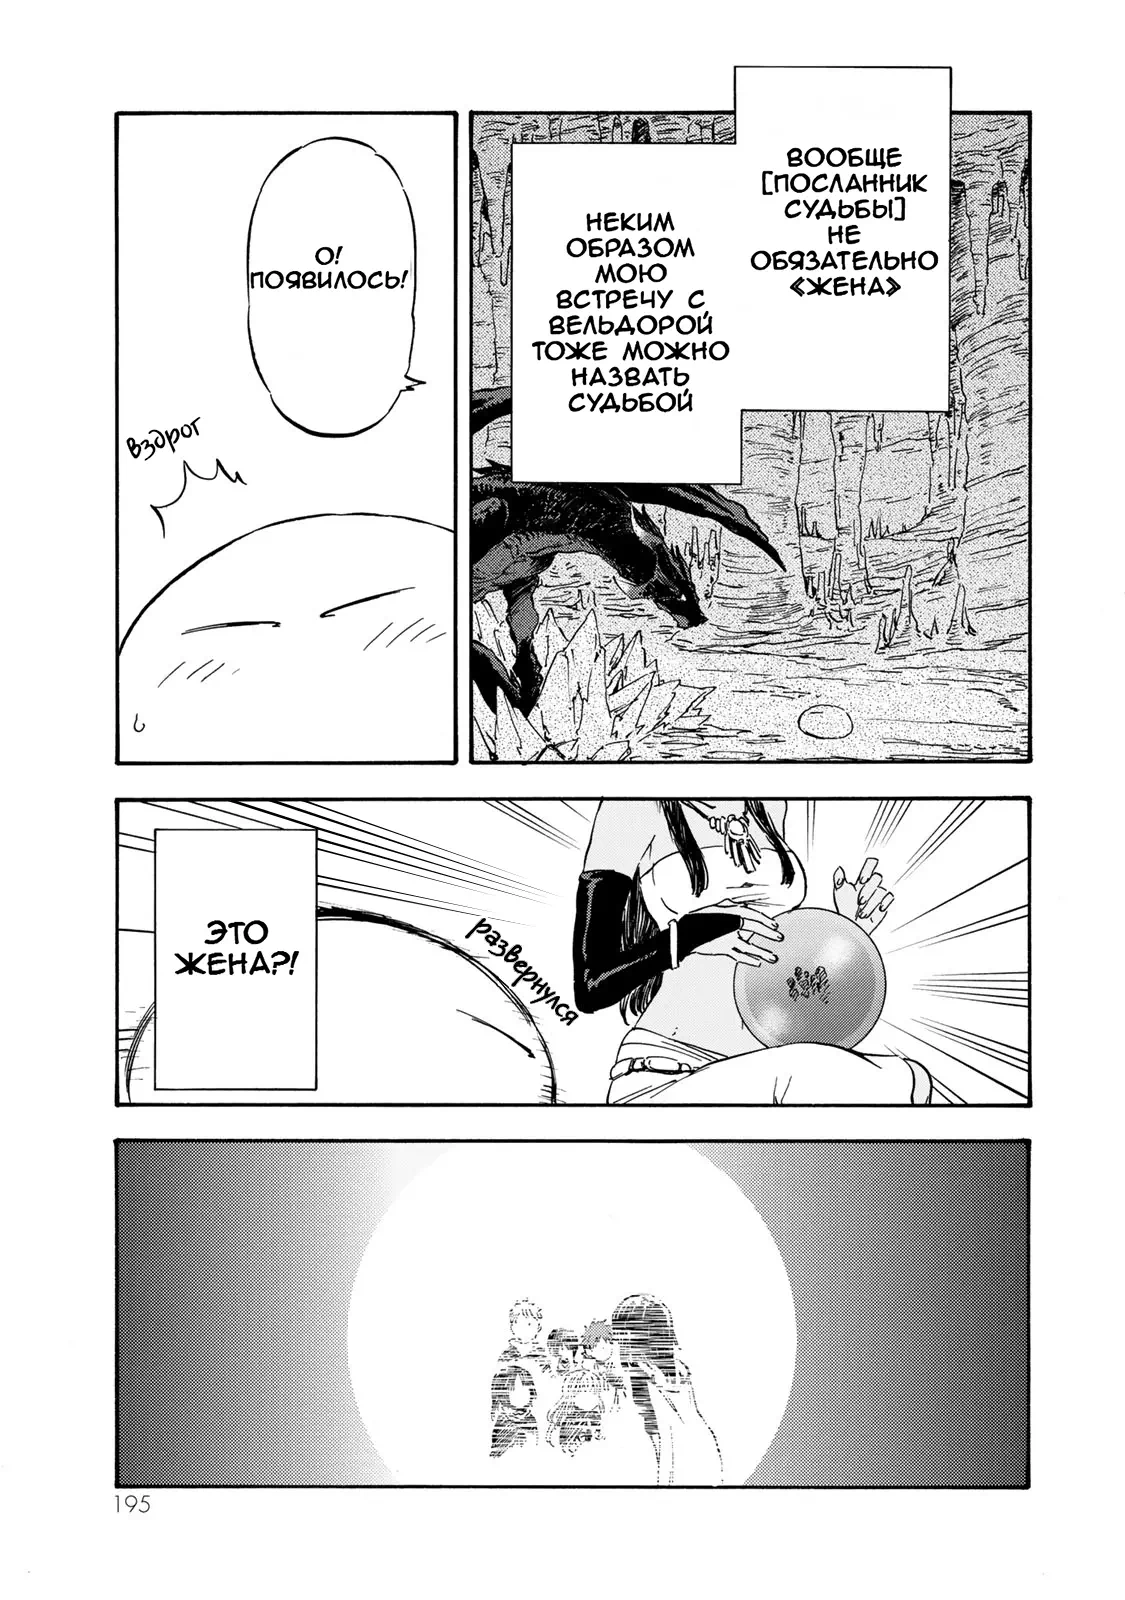 ВООБЩЕ
[ПОСЛАННИК
СУДЬБЫ]
НЕ
ОБЯЗАТЕЛЬНО
《ЖЕНА》
НЕКИМ
ОБРАЗОМ
МОЮ
ВСТРЕЧУ С
ВЕЛЬДОРОЙ
ТОЖЕ МОЖНО
НАЗВАТЬ
СУДЬБОЙ
О!
ПОЯВИЛОСЬ!
вздрог
развернулся
ЭТО
ЖЕНА?!
195